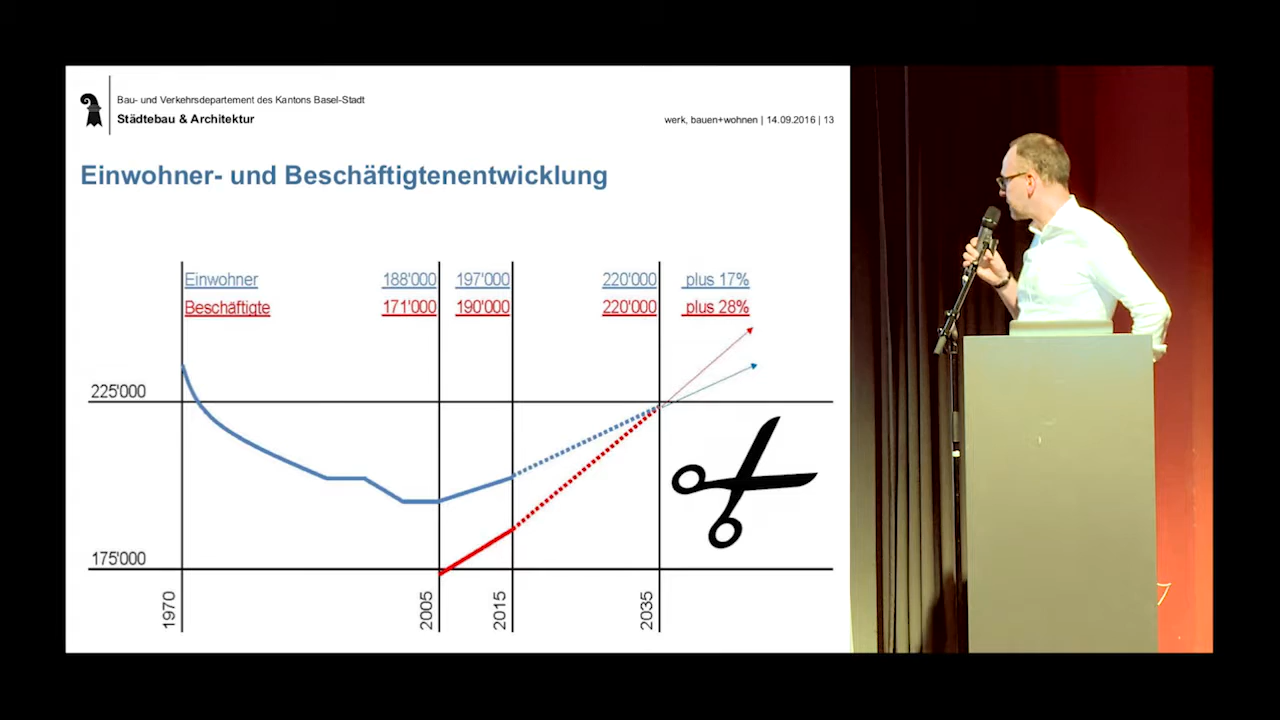 Bau- und Verkehrsdepartement des Kantons Basel-Stadt
Städtebau & Architektur
werk, bauen+wohnen | 14.09.2016 | 13
Einwohner- und Beschäftigtenentwicklung
Einwohner 188'000 197'000 220'000 plus 17%
Beschäftigte 171'000 190'000 220'000 plus 28%
225'000
175'000
1970 2005 2015 2035